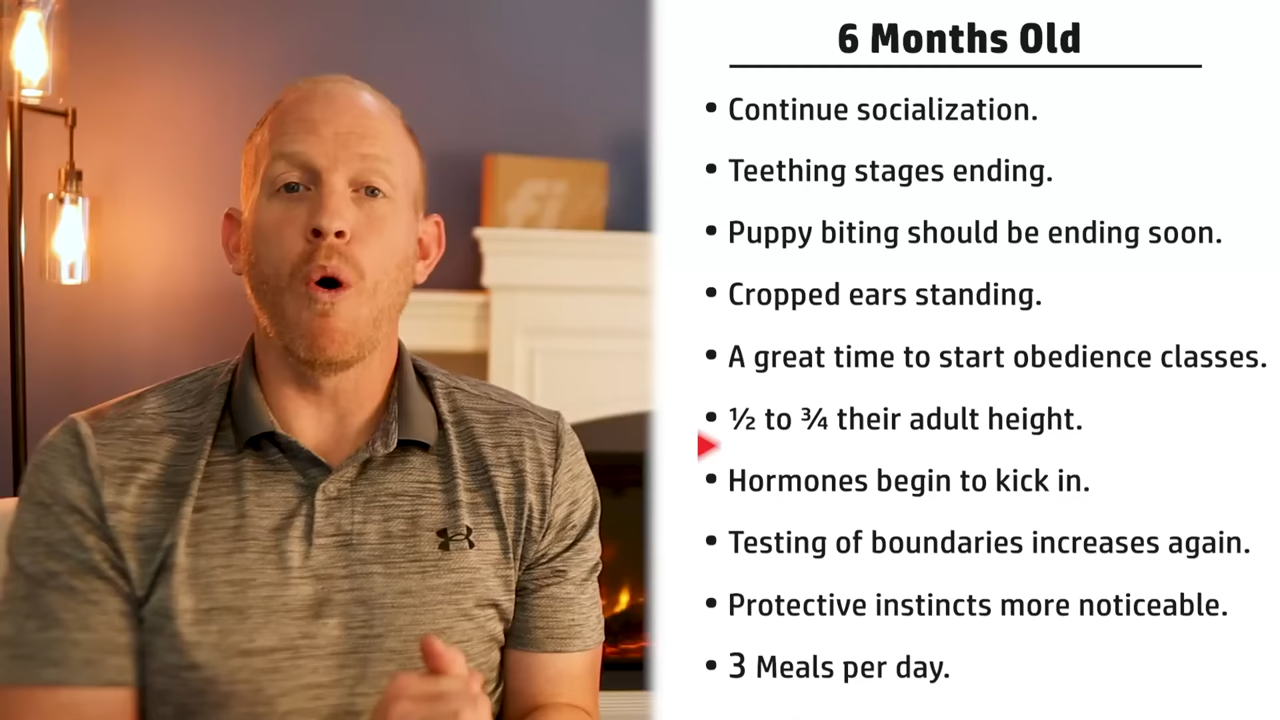 6 Months Old
• Continue socialization.
• Teething stages ending.
• Puppy biting should be ending soon.
• Cropped ears standing.
• A great time to start obedience classes.
• ½ to ¾ their adult height.
• Hormones begin to kick in.
• Testing of boundaries increases again.
• Protective instincts more noticeable.
• 3 Meals per day.
fi